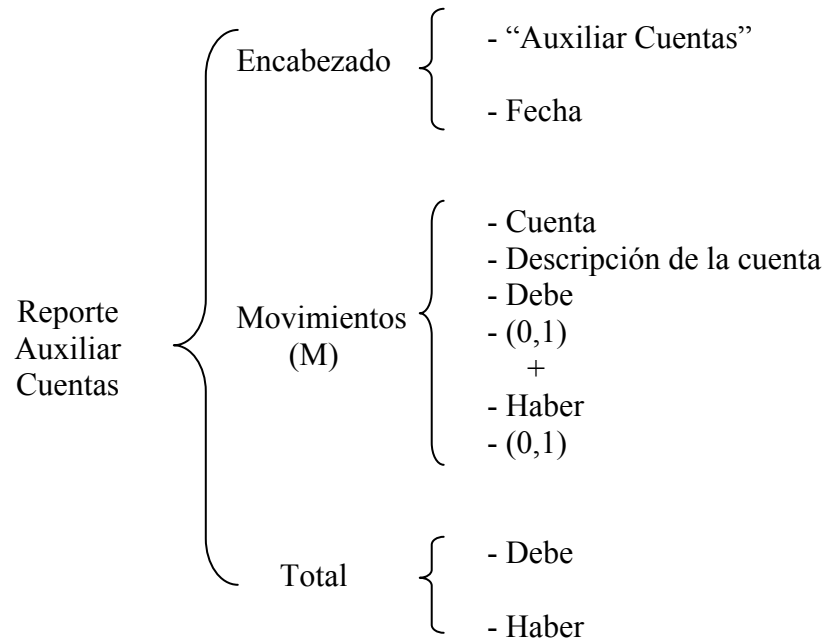 Reporte
Auxiliar
Cuentas
Encabezado
- “Auxiliar Cuentas”
- Fecha
Movimientos
(M)
- Cuenta
- Descripción de la cuenta
- Debe
- (0,1)
+
- Haber
- (0,1)
Total
- Debe
- Haber